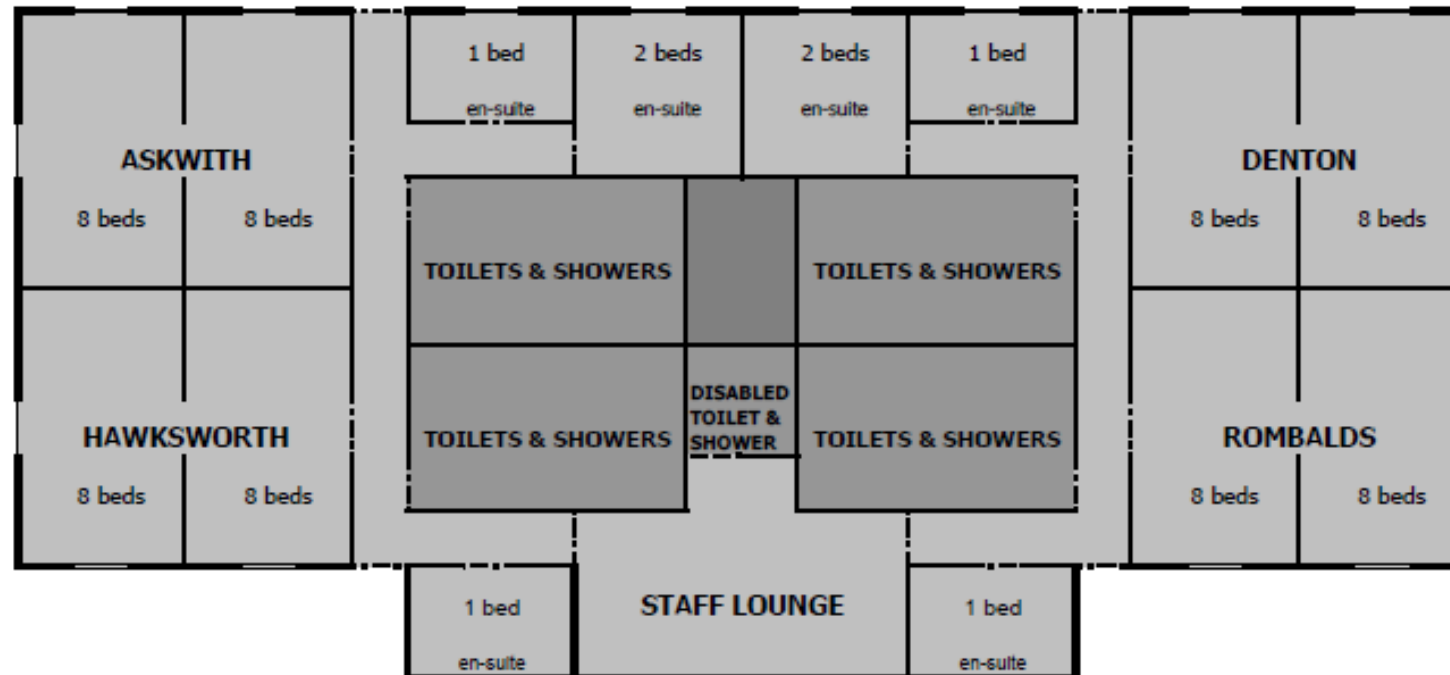 1 bed
en-suite
2 beds
en-suite
2 beds
en-suite
1 bed
en-suite
ASKWITH
8 beds
8 beds
DENTON
8 beds
8 beds
TOILETS & SHOWERS
TOILETS & SHOWERS
HAWKSWORTH
8 beds
8 beds
TOILETS & SHOWERS
DISABLED
TOILET &
SHOWER
TOILETS & SHOWERS
ROMBALDS
8 beds
8 beds
1 bed
en-suite
STAFF LOUNGE
1 bed
en-suite